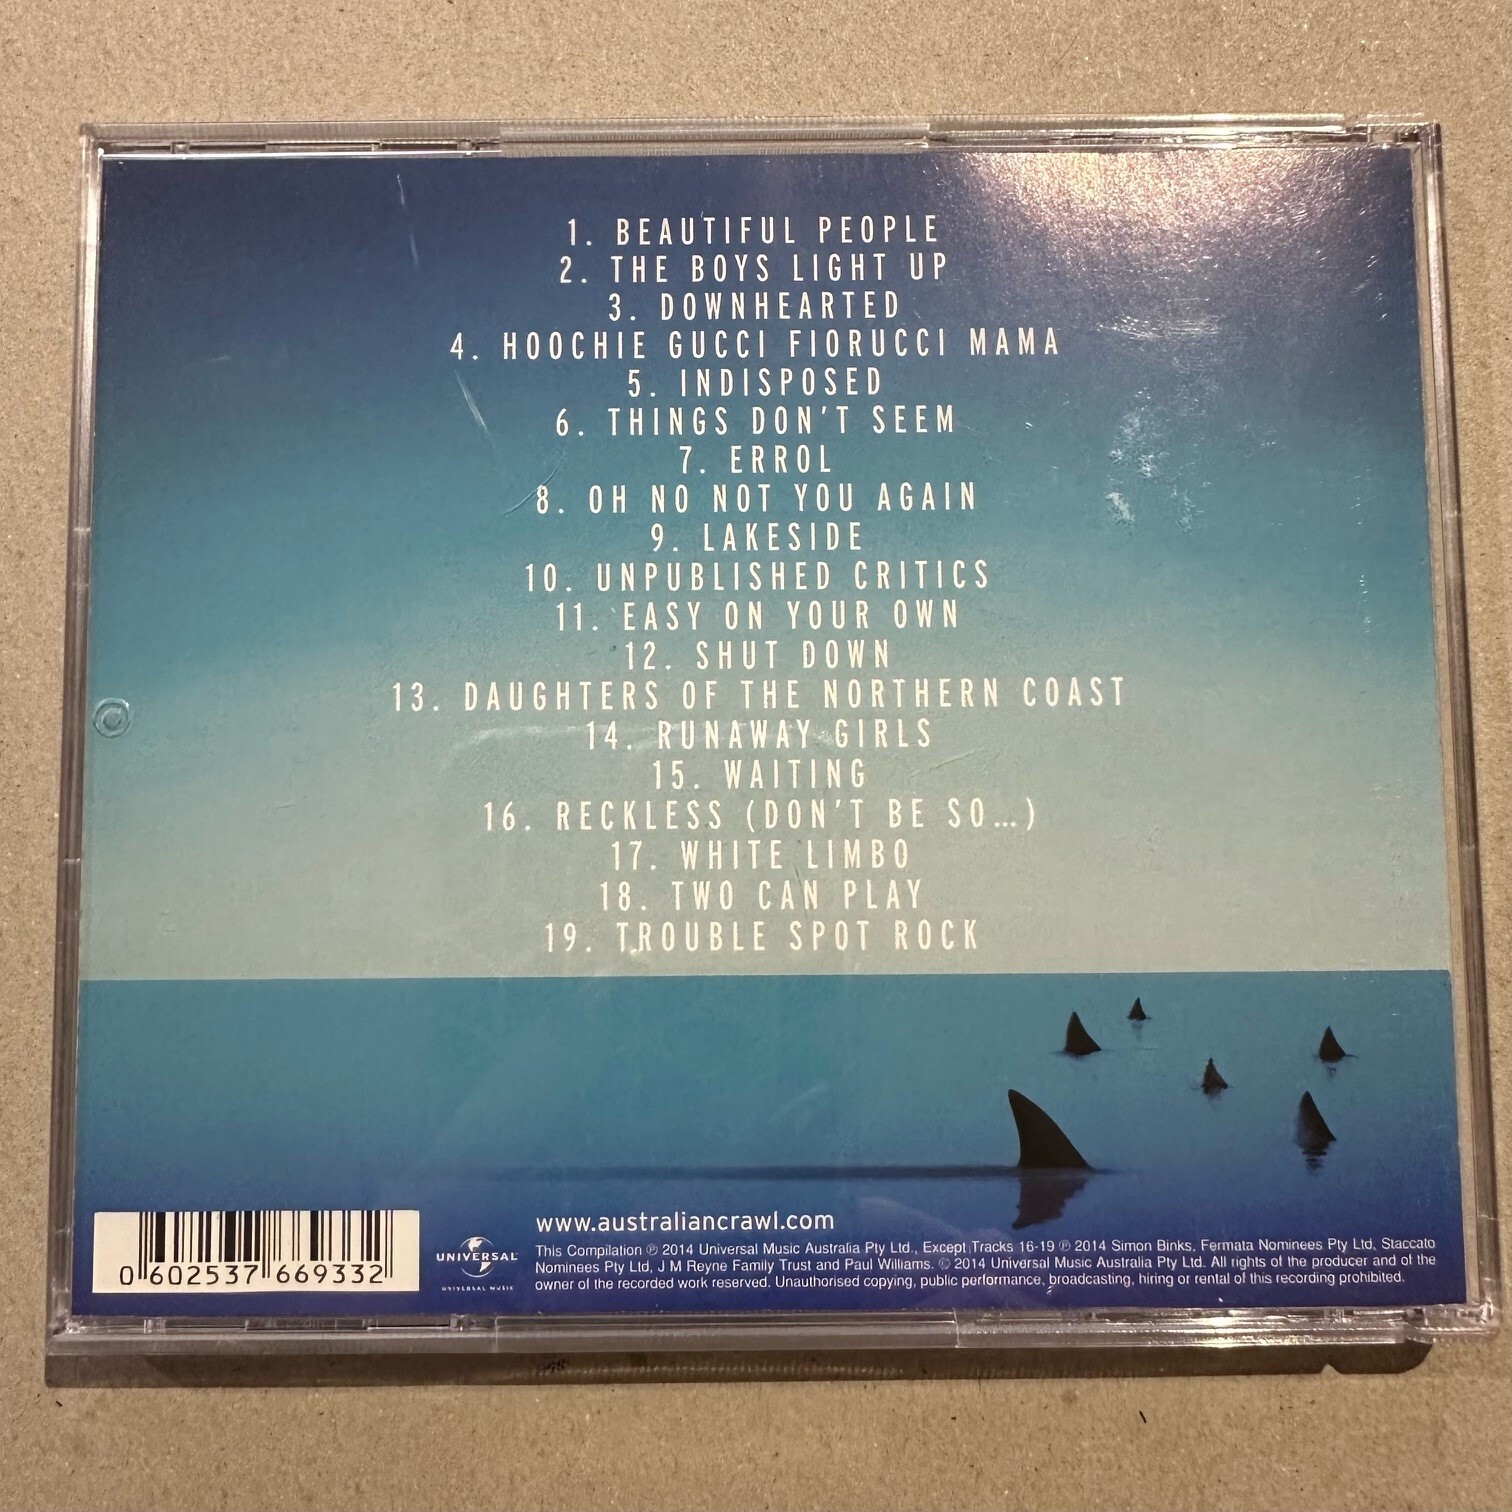 1. BEAUTIFUL PEOPLE
2. THE BOYS LIGHT UP
3. DOWNHEARTED
4. HOOCHIE GUCCI FIORUCCI MAMA
5. INDISPOSED
6. THINGS DON'T SEEM
7. ERROL
8. OH NO NOT YOU AGAIN
9. LAKESIDE
10. UNPUBLISHED CRITICS
11. EASY ON YOUR OWN
12. SHUT DOWN
13. DAUGHTERS OF THE NORTHERN COAST
14. RUNAWAY GIRLS
15. WAITING
16. RECKLESS (DON'T BE SO...)
17. WHITE LIMBO
18. TWO CAN PLAY
19. TROUBLE SPOT ROCK
0 602537 669332
UNIVERSAL
UNIVERSAL MUSIC
www.australiancrawl.com
This Compilation ℗ 2014 Universal Music Australia Pty Ltd., Except Tracks 16-19 ℗ 2014 Simon Binks, Fermata Nominees Pty Ltd, Staccato
Nominees Pty Ltd, J M Reyne Family Trust and Paul Williams. © 2014 Universal Music Australia Pty Ltd. All rights of the producer and of the
owner of the recorded work reserved. Unauthorised copying, public performance, broadcasting, hiring or rental of this recording prohibited.